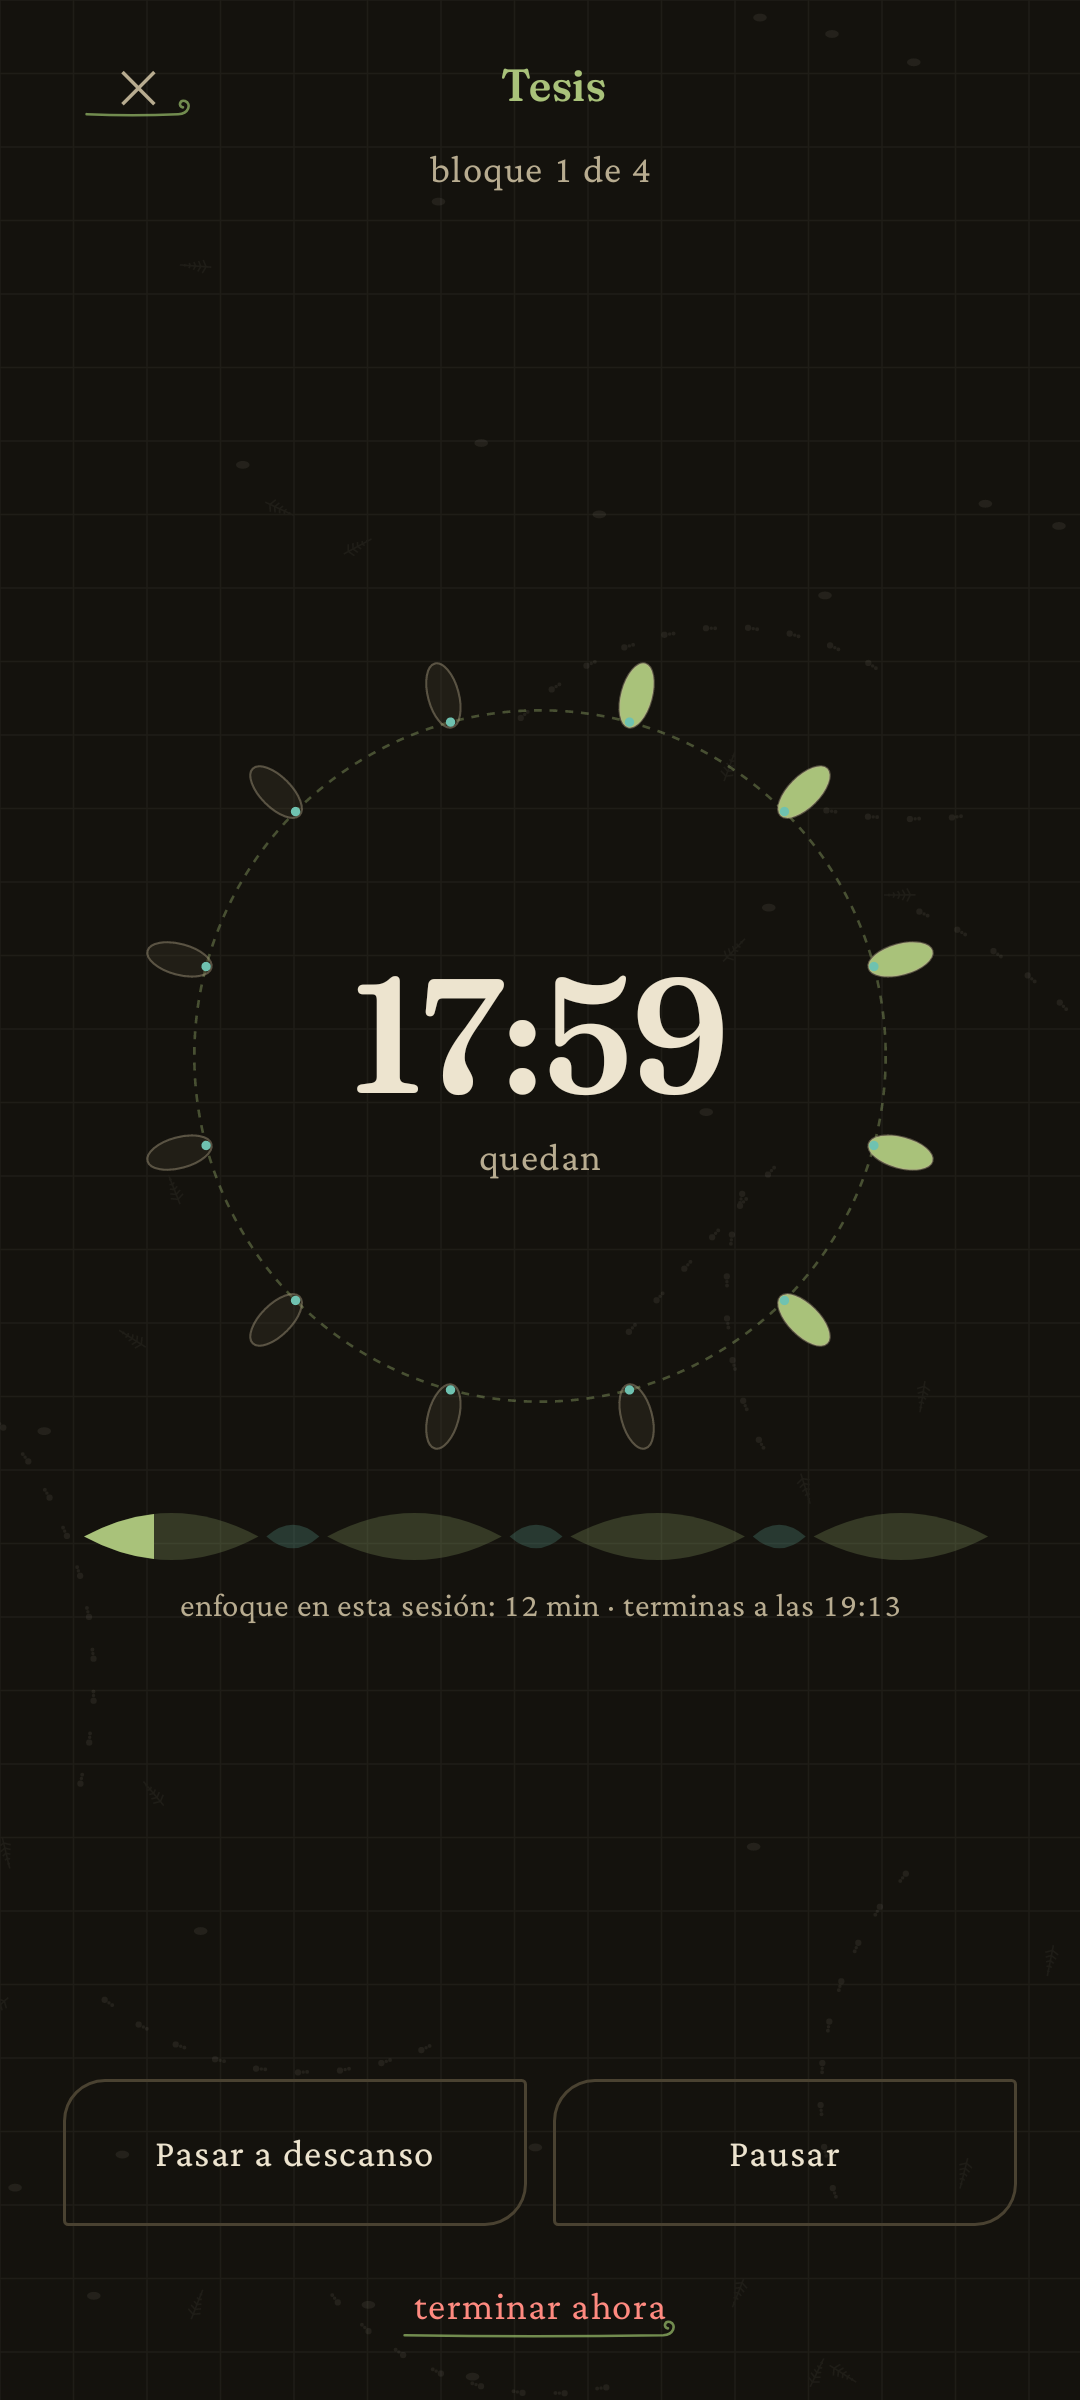 Tesis
bloque 1 de 4
17:59
quedan
enfoque en esta sesión: 12 min · terminas a las 19:13
Pasar a descanso
Pausar
terminar ahora